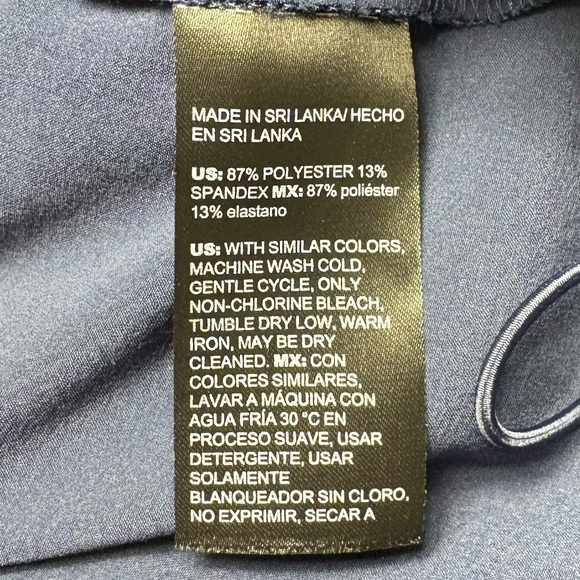 MADE IN SRI LANKA/ HECHO
EN SRI LANKA
US: 87% POLYESTER 13%
SPANDEX MX: 87% poliéster
13% elastano
US: WITH SIMILAR COLORS,
MACHINE WASH COLD,
GENTLE CYCLE, ONLY
NON-CHLORINE BLEACH,
TUMBLE DRY LOW, WARM
IRON, MAY BE DRY
CLEANED. MX: CON
COLORES SIMILARES,
LAVAR A MÁQUINA CON
AGUA FRÍA 30 °C EN
PROCESO SUAVE, USAR
DETERGENTE, USAR
SOLAMENTE
BLANQUEADOR SIN CLORO,
NO EXPRIMIR, SECAR A